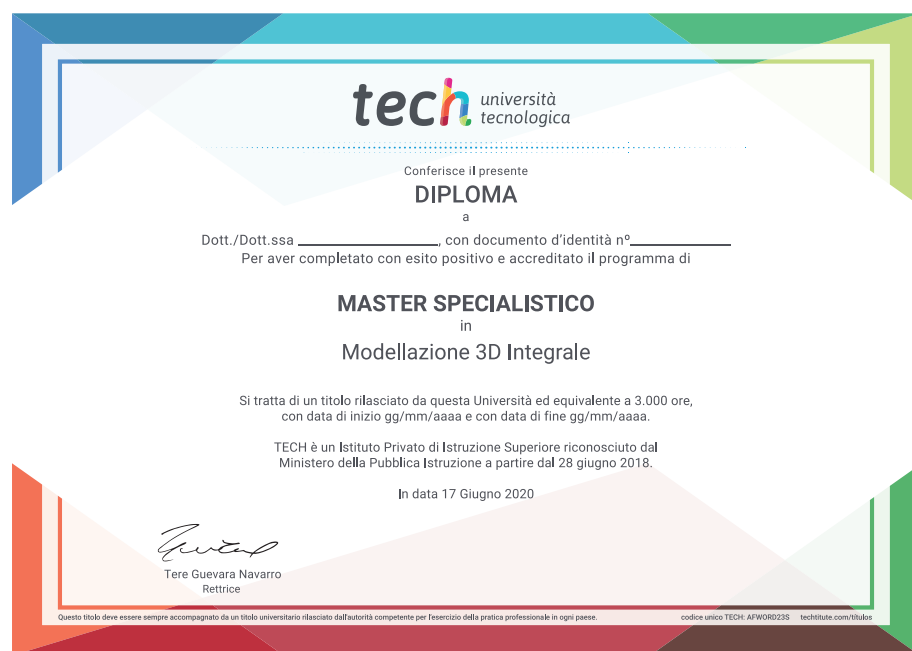 tech università
tecnologica
Conferisce il presente
DIPLOMA
a
Dott./Dott.ssa ____________________, con documento d'identità nº______________
Per aver completato con esito positivo e accreditato il programma di
MASTER SPECIALISTICO
in
Modellazione 3D Integrale
Si tratta di un titolo rilasciato da questa Università ed equivalente a 3.000 ore,
con data di inizio gg/mm/aaaa e con data di fine gg/mm/aaaa.
TECH è un Istituto Privato di Istruzione Superiore riconosciuto dal
Ministero della Pubblica Istruzione a partire dal 28 giugno 2018.
In data 17 Giugno 2020
Tere Guevara Navarro
Rettrice
Questo titolo deve essere sempre accompagnato da un titolo universitario rilasciato dall'autorità competente per l'esercizio della pratica professionale in ogni paese. codice unico TECH: AFWORD23S techtitute.com/títulos